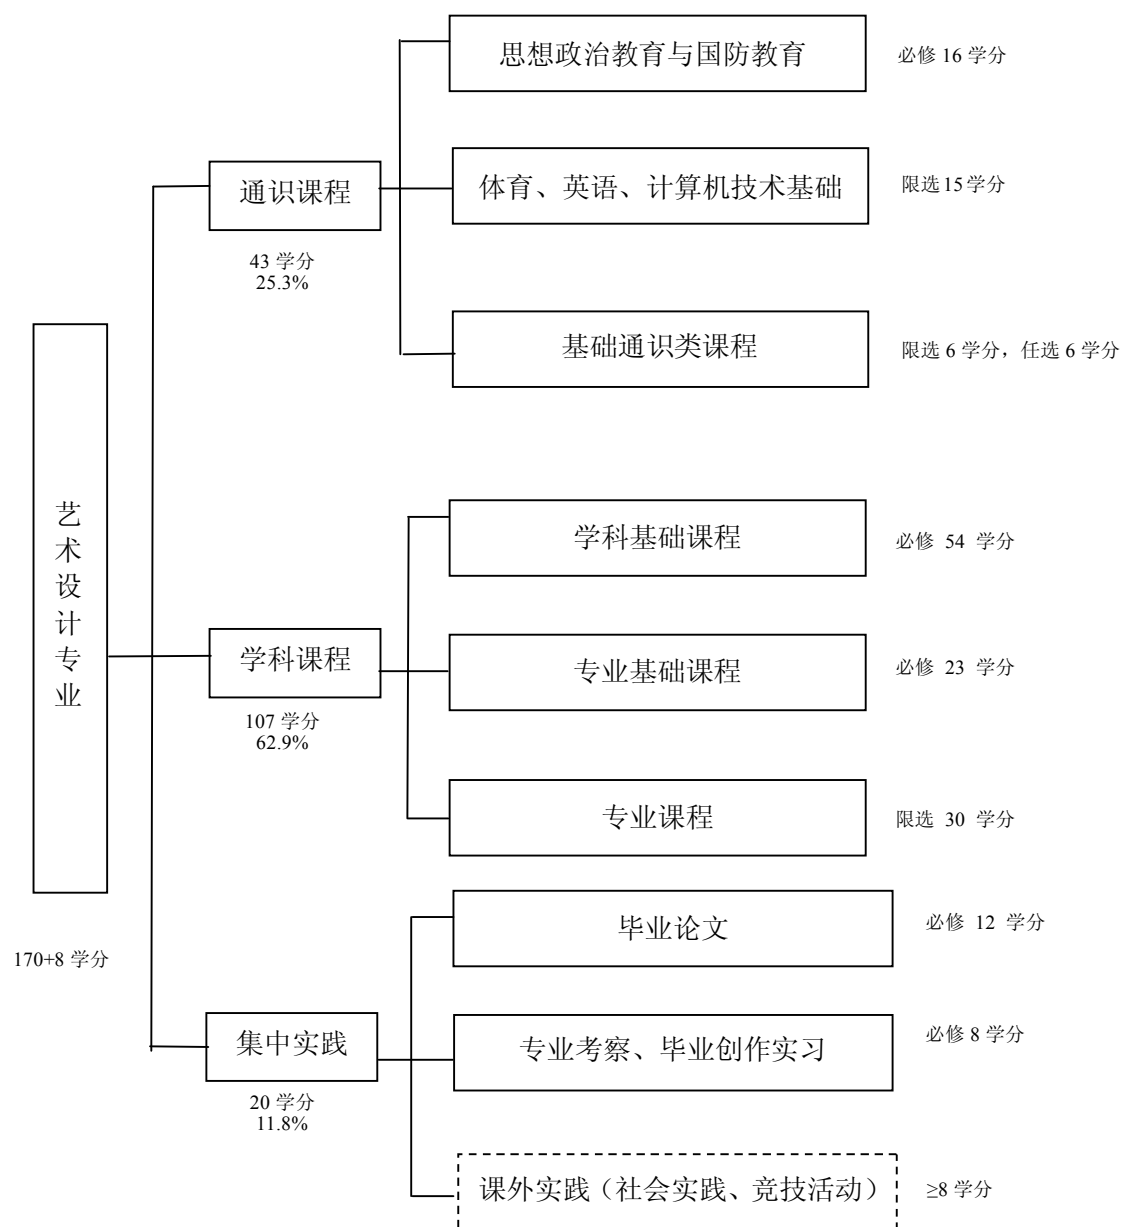 思想政治教育与国防教育
必修 16 学分
通识课程
体育、英语、计算机技术基础
限选 15 学分
43 学分
25.3%
基础通识类课程
限选 6 学分，任选 6 学分
艺术设计专业
学科基础课程
必修 54 学分
学科课程
专业基础课程
必修 23 学分
107 学分
62.9%
专业课程
限选 30 学分
170+8 学分
毕业论文
必修 12 学分
集中实践
专业考察、毕业创作实习
必修 8 学分
20 学分
11.8%
课外实践（社会实践、竞技活动）
≥8 学分